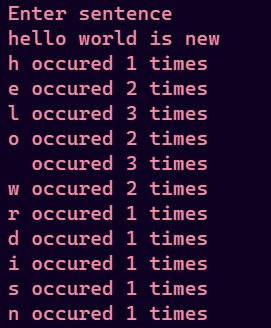 Enter sentence
hello world is new
h occured 1 times
e occured 2 times
l occured 3 times
o occured 2 times
  occured 3 times
w occured 2 times
r occured 1 times
d occured 1 times
i occured 1 times
s occured 1 times
n occured 1 times